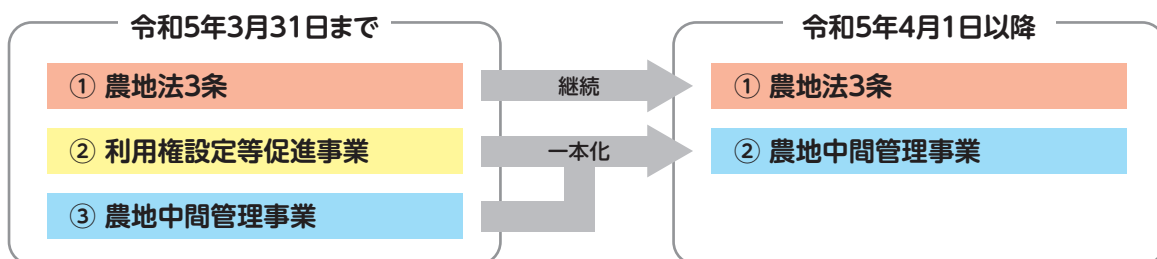 令和5年3月31日まで
① 農地法3条
② 利用権設定等促進事業
③ 農地中間管理事業
継続
一本化
令和5年4月1日以降
① 農地法3条
② 農地中間管理事業